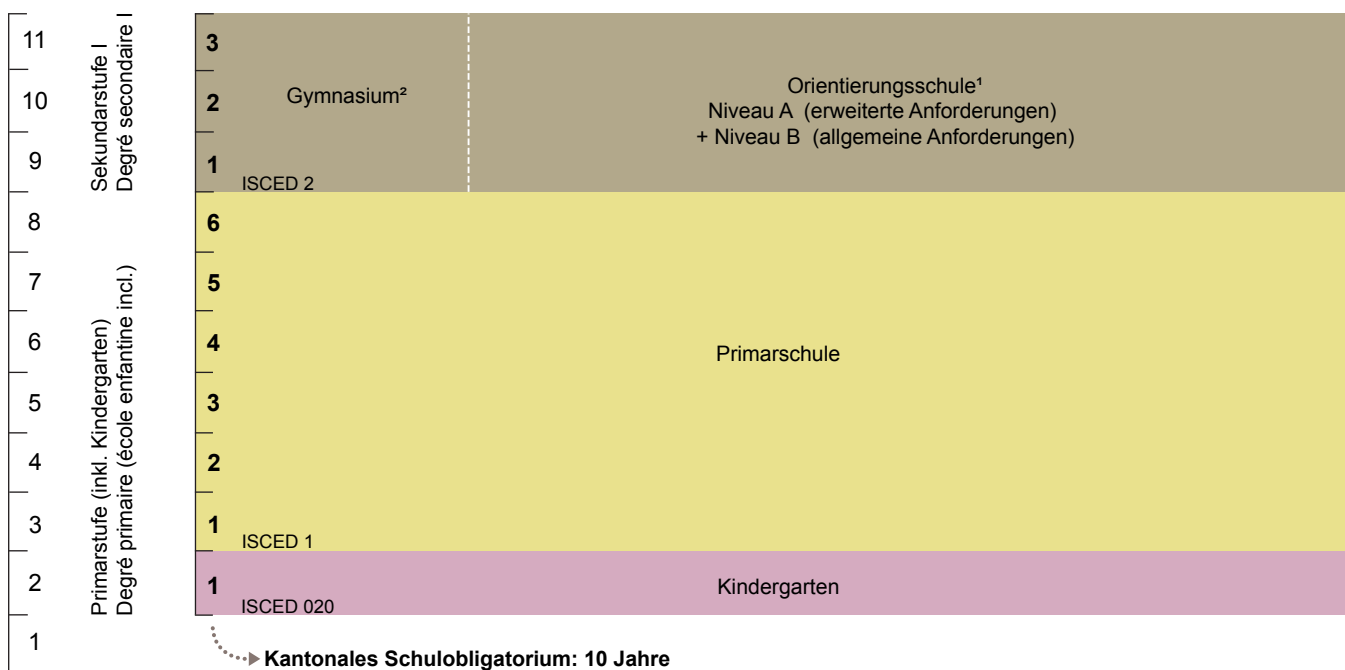 11
10
9
8
7
6
5
4
3
2
1
Sekundarstufe I
Degré secondaire I
Primarstufe (inkl. Kindergarten)
Degré primaire (école enfantine incl.)
3
2
1
6
5
4
3
2
1
1
Gymnasium²
ISCED 2
Orientierungsschule¹
Niveau A (erweiterte Anforderungen)
+ Niveau B (allgemeine Anforderungen)
Primarschule
ISCED 1
Kindergarten
ISCED 020
Kantonales Schulobligatorium: 10 Jahre